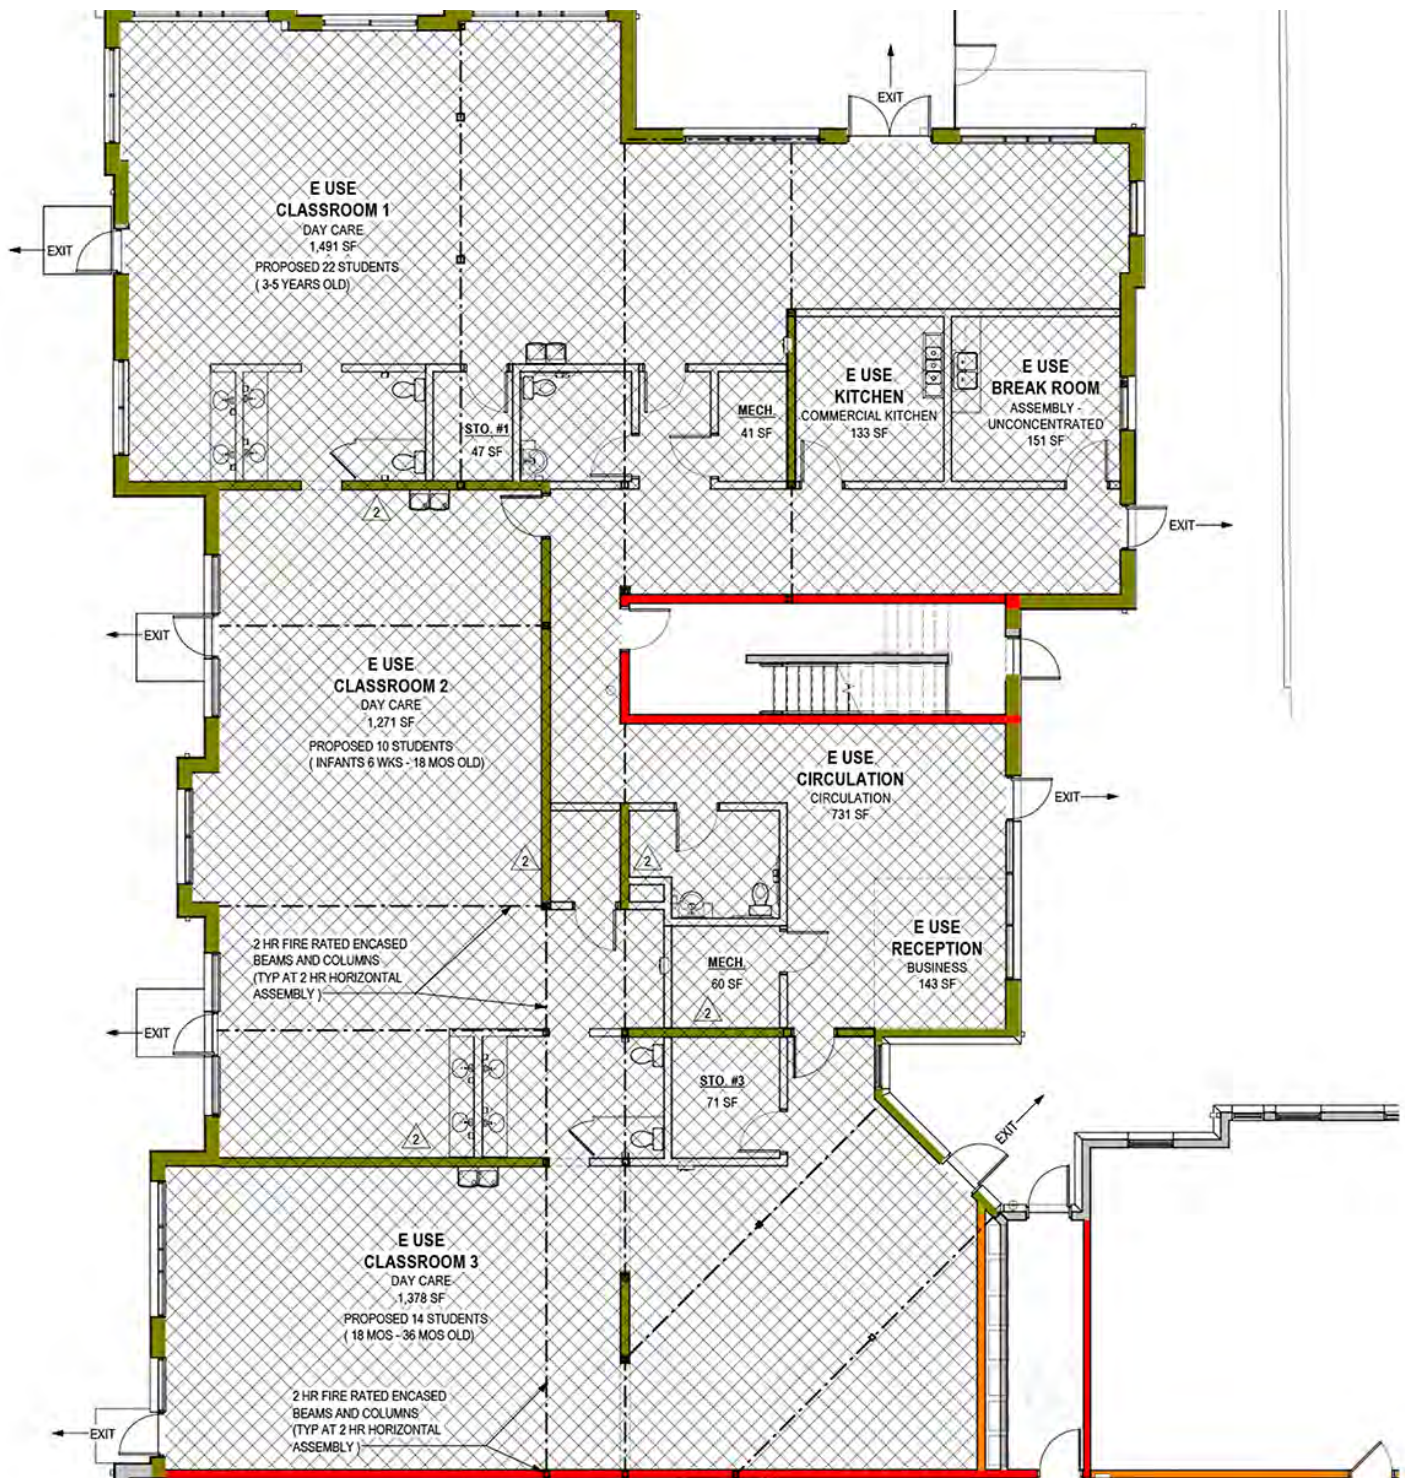 EXIT
E USE
CLASSROOM 1
DAY CARE
1,491 SF
PROPOSED 22 STUDENTS
( 3-5 YEARS OLD)
EXIT
E USE
KITCHEN
COMMERCIAL KITCHEN
133 SF
E USE
BREAK ROOM
ASSEMBLY -
UNCONCENTRATED
151 SF
MECH.
41 SF
STO. #1
47 SF
2
EXIT
EXIT
E USE
CLASSROOM 2
DAY CARE
1,271 SF
PROPOSED 10 STUDENTS
( INFANTS 6 WKS - 18 MOS OLD)
E USE
CIRCULATION
CIRCULATION
731 SF
EXIT
2
2
E USE
RECEPTION
BUSINESS
143 SF
2 HR FIRE RATED ENCASED
BEAMS AND COLUMNS
(TYP AT 2 HR HORIZONTAL
ASSEMBLY )
MECH.
60 SF
2
EXIT
STO. #3
71 SF
2
EXIT
E USE
CLASSROOM 3
DAY CARE
1,378 SF
PROPOSED 14 STUDENTS
( 18 MOS - 36 MOS OLD)
2 HR FIRE RATED ENCASED
BEAMS AND COLUMNS
(TYP AT 2 HR HORIZONTAL
ASSEMBLY )
EXIT